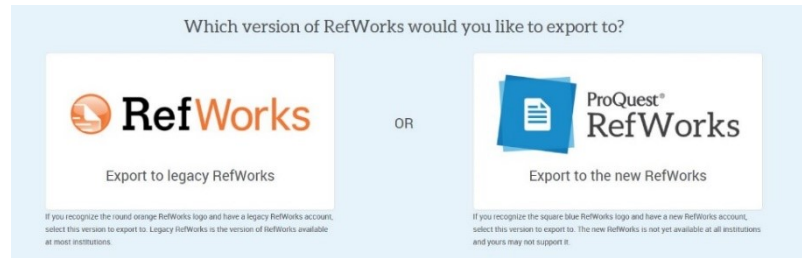 Which version of RefWorks would you like to export to?
RefWorks
Export to legacy RefWorks
If you recognize the round orange RefWorks logo and have a legacy RefWorks account,
select this version to export to. Legacy RefWorks is the version of RefWorks available
at most institutions.
OR
ProQuest®
RefWorks
Export to the new RefWorks
If you recognize the square blue RefWorks logo and have a new RefWorks account,
select this version to export to. The new RefWorks is not yet available at all institutions
and yours may not support it.